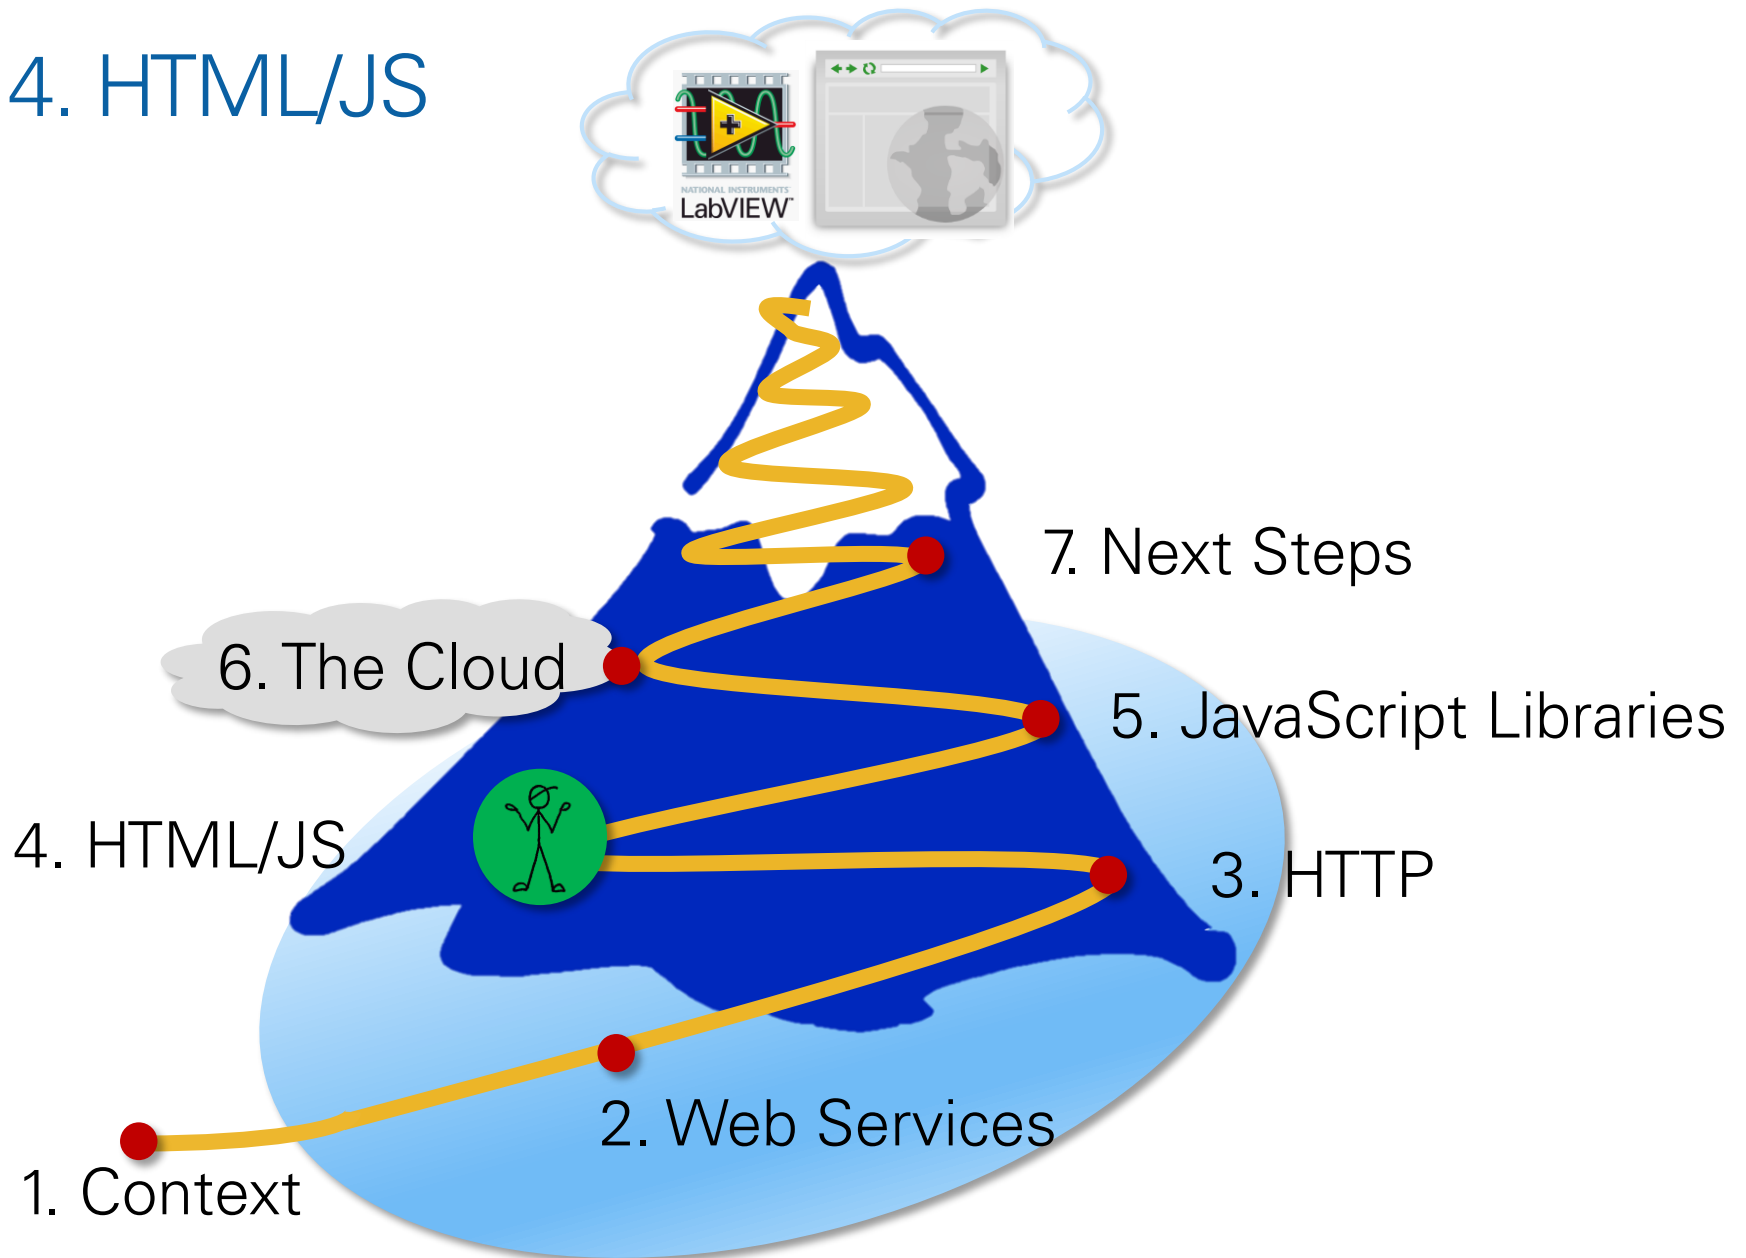 4. HTML/JS
NATIONAL INSTRUMENTS
LabVIEW™
7. Next Steps
6. The Cloud
5. JavaScript Libraries
4. HTML/JS
3. HTTP
2. Web Services
1. Context